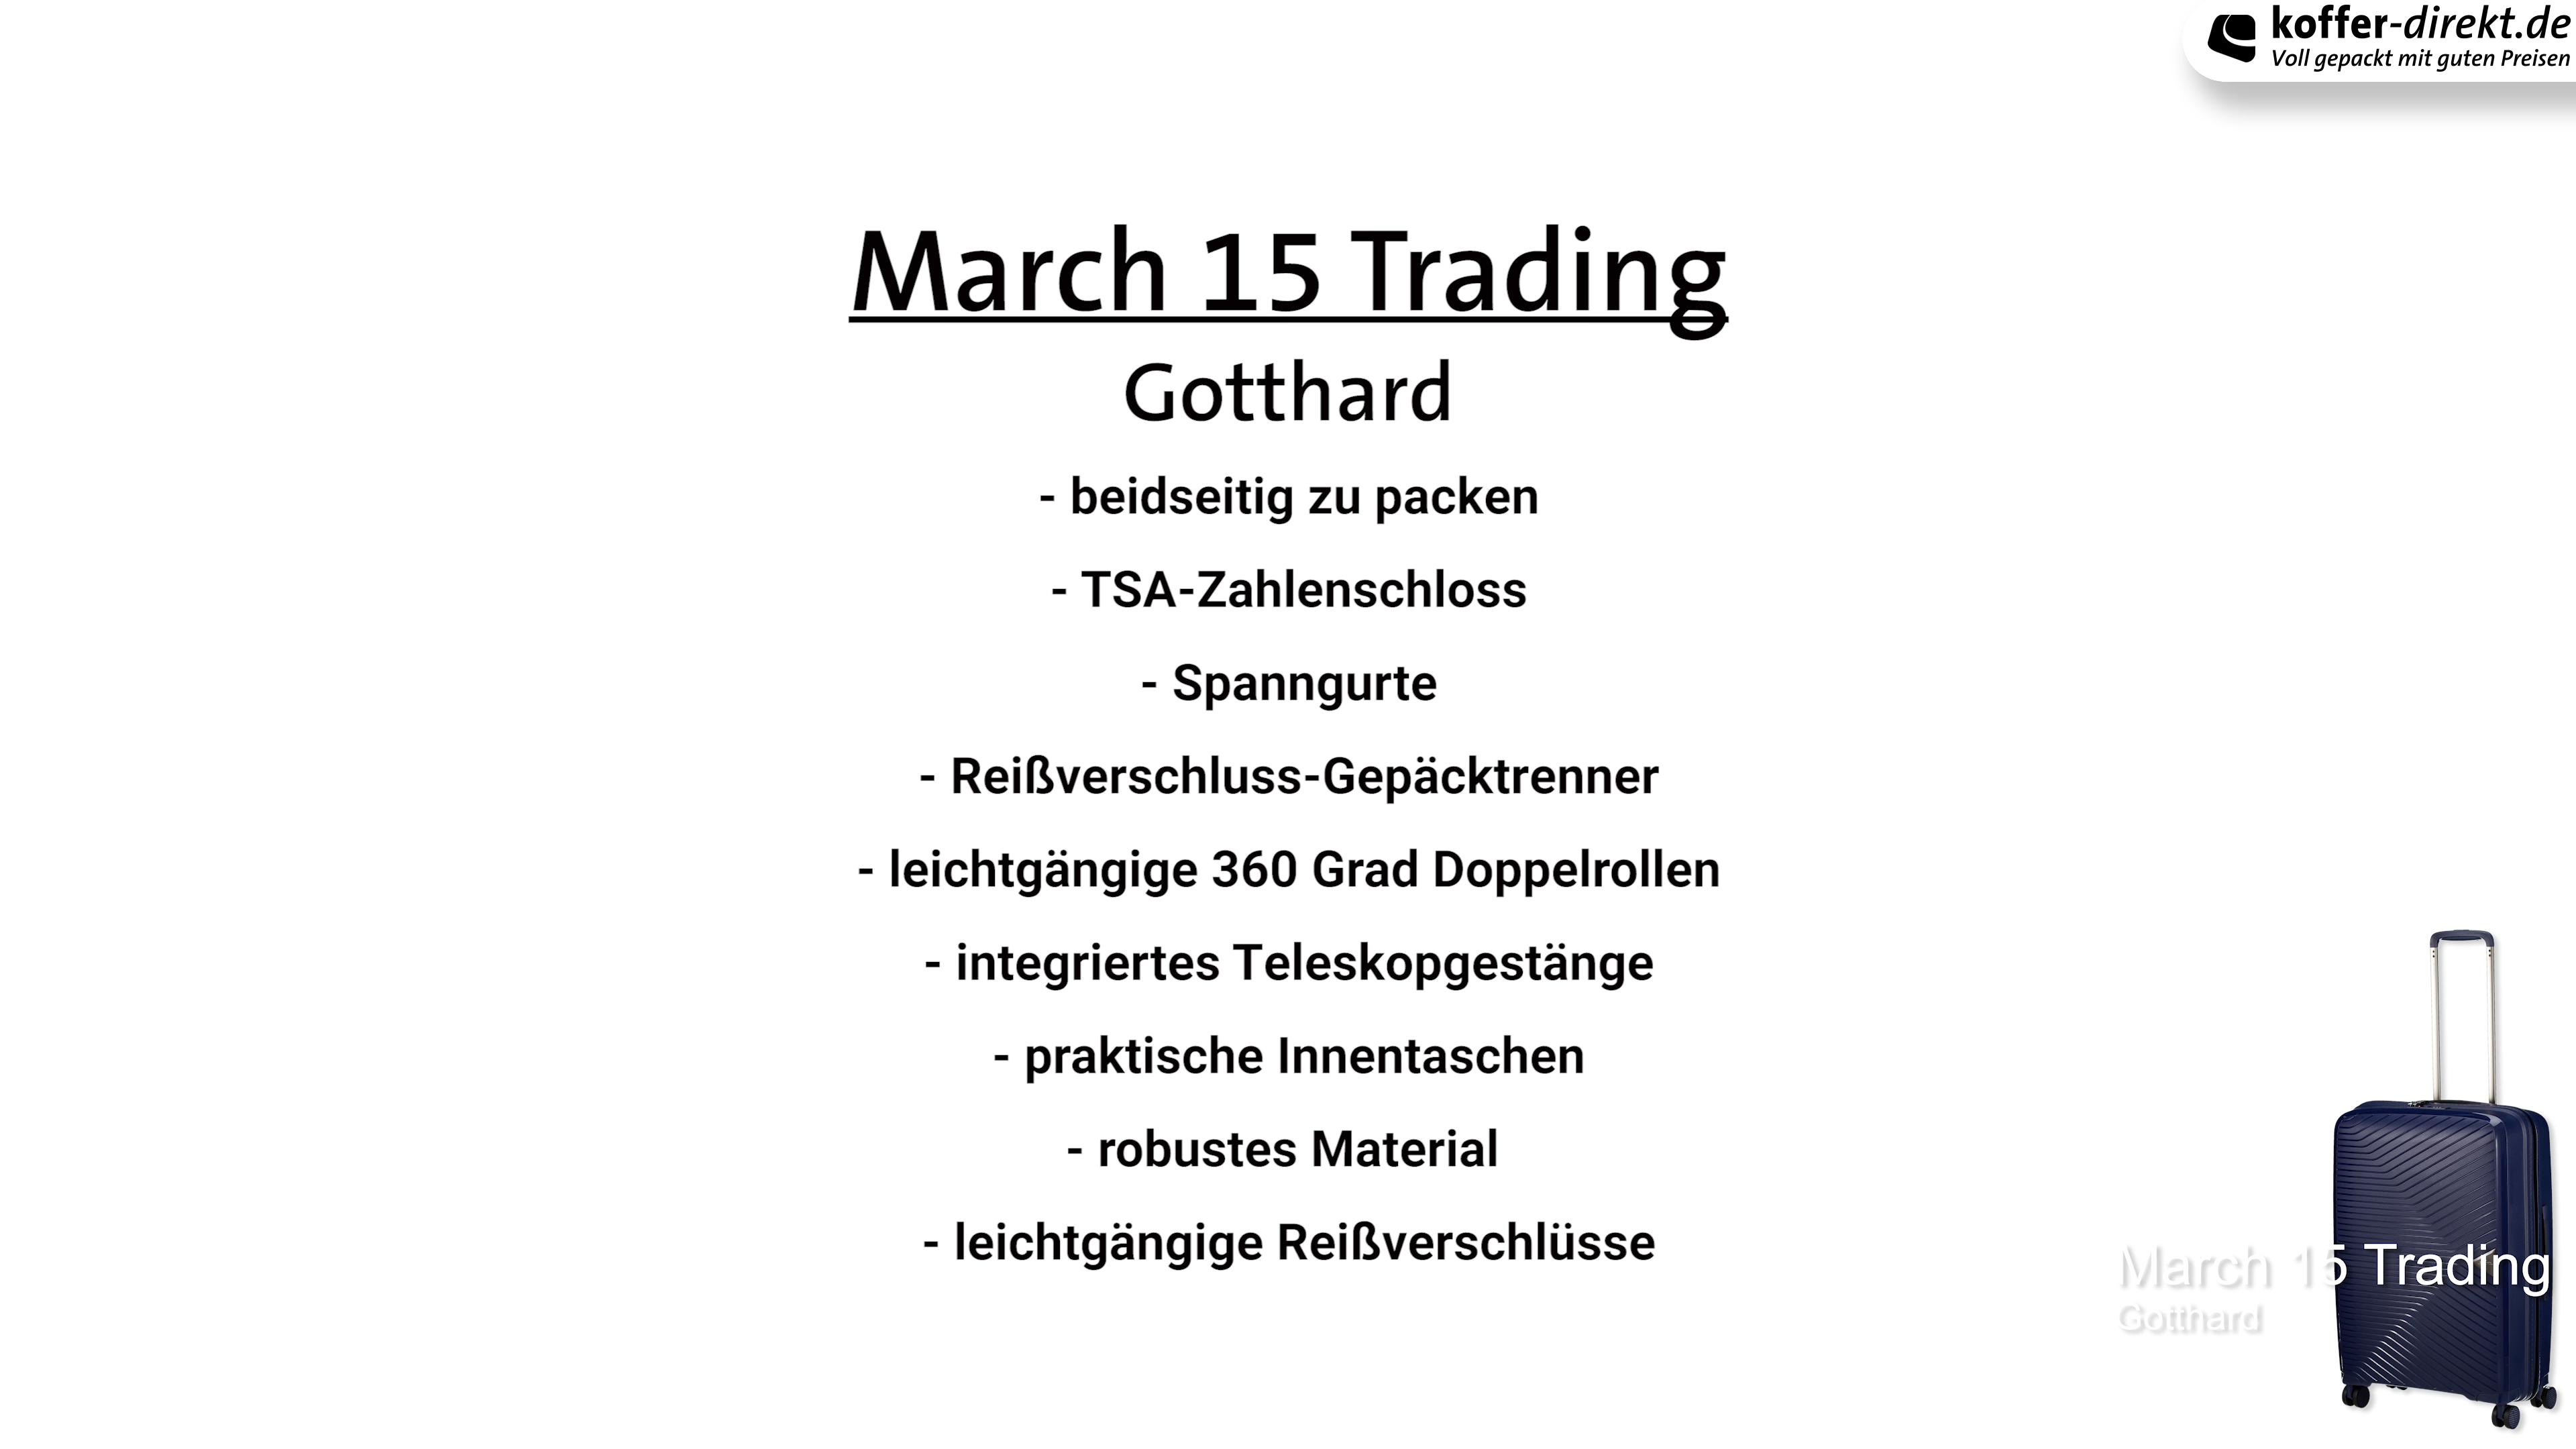 koffer-direkt.de
Voll gepackt mit guten Preisen
March 15 Trading
Gotthard
- beidseitig zu packen
- TSA-Zahlenschloss
- Spanngurte
- Reißverschluss-Gepäcktrenner
- leichtgängige 360 Grad Doppelrollen
- integriertes Teleskopgestänge
- praktische Innentaschen
- robustes Material
- leichtgängige Reißverschlüsse
March 15 Trading
Gotthard